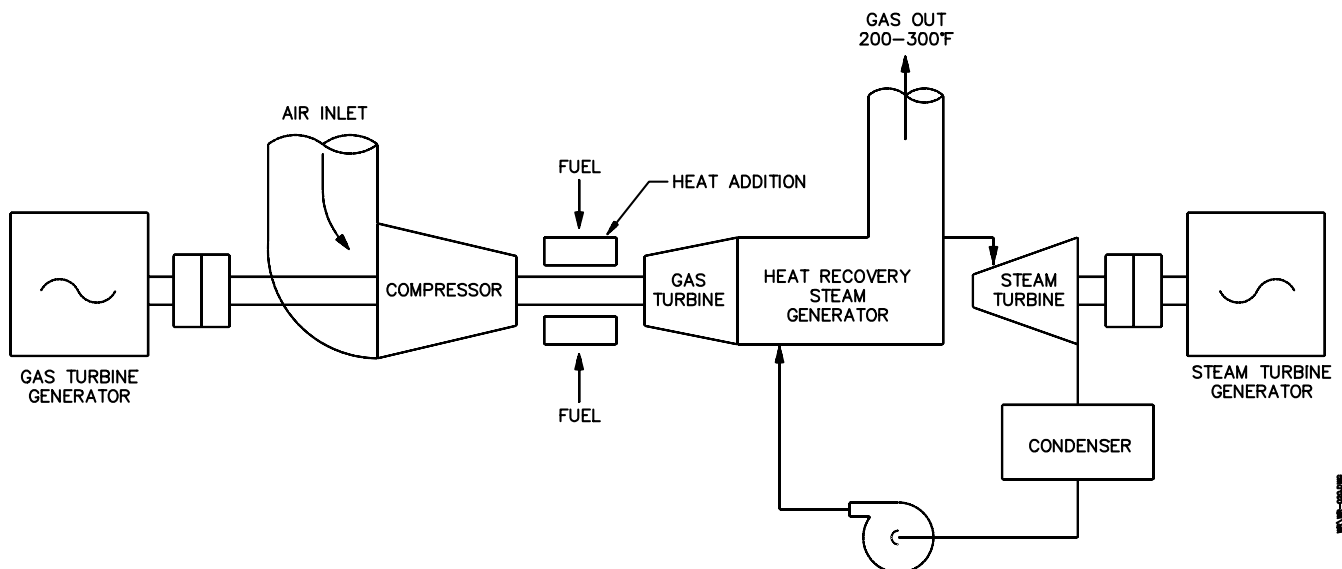 GAS OUT
200-300°F
AIR INLET
FUEL
HEAT ADDITION
COMPRESSOR
GAS
TURBINE
HEAT RECOVERY
STEAM
GENERATOR
STEAM
TURBINE
GAS TURBINE
GENERATOR
FUEL
STEAM TURBINE
GENERATOR
CONDENSER